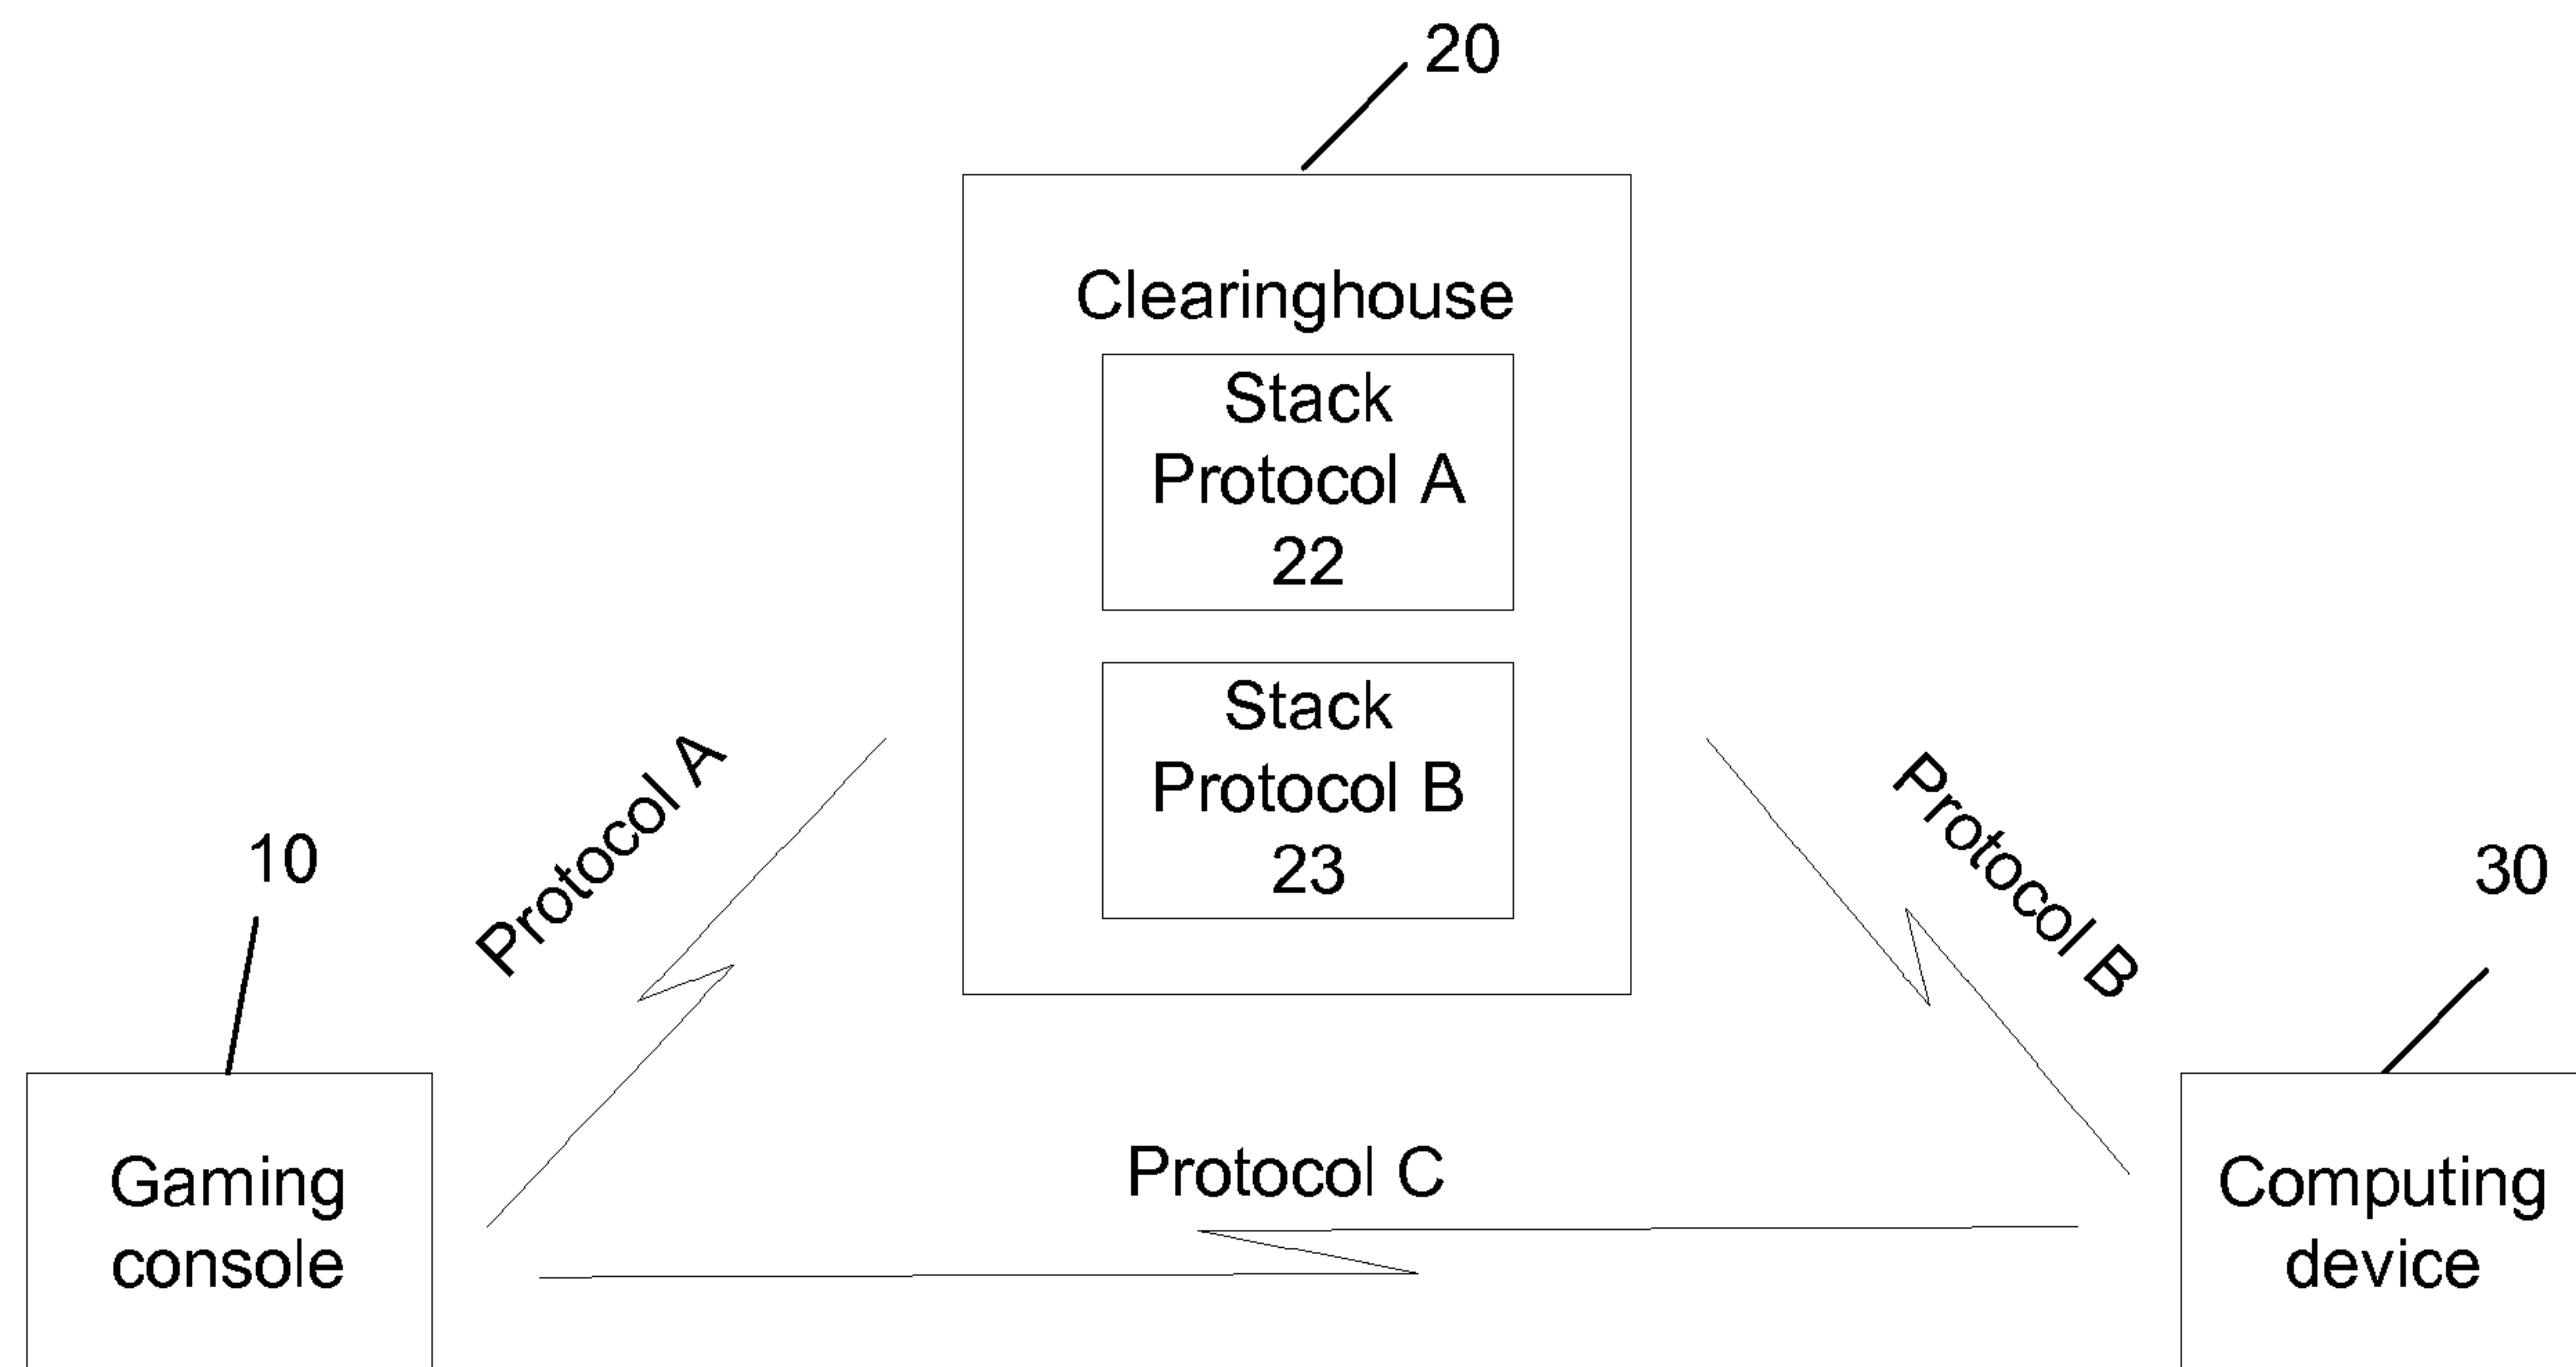 20
Clearinghouse
Stack
Protocol A
22
Stack
Protocol B
23
Protocol A
Protocol B
10
30
Protocol C
Gaming
console
Computing
device